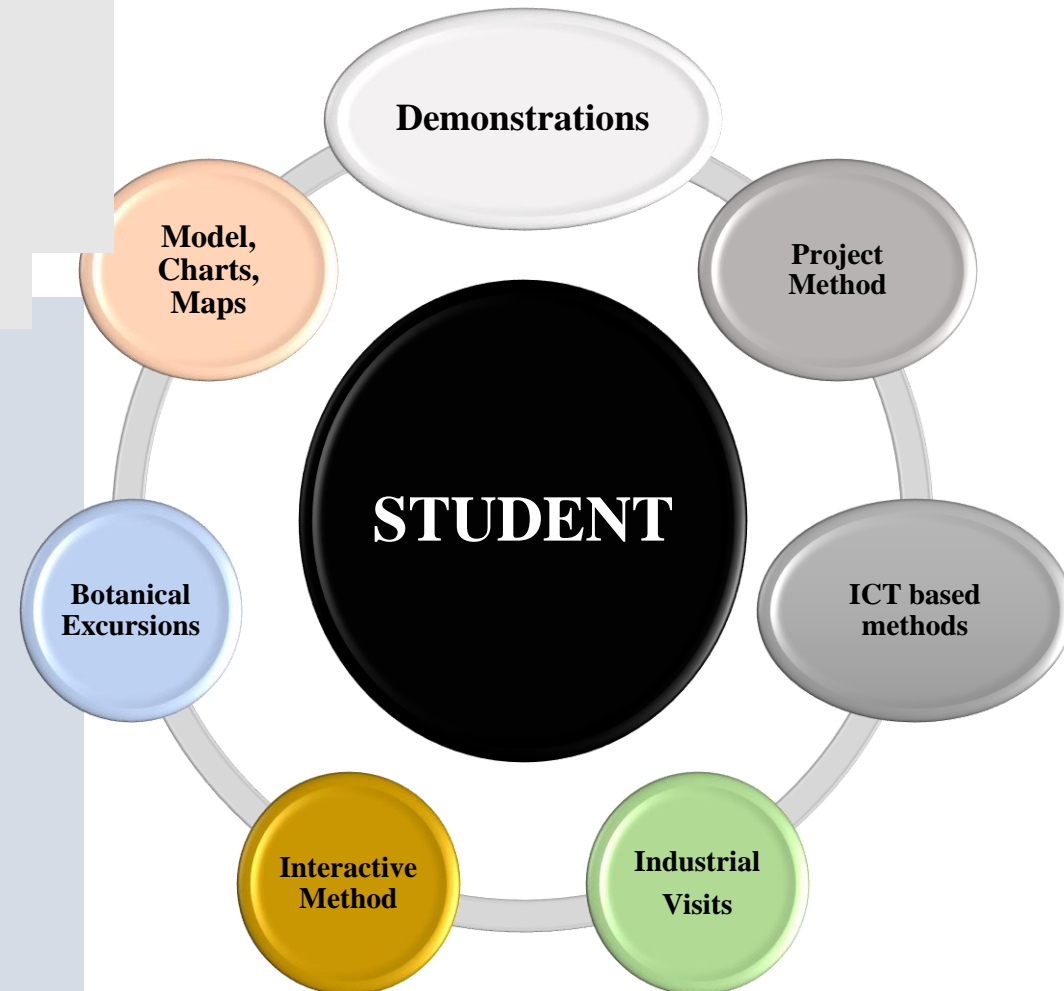 Demonstrations
Project
Method
ICT based
methods
Industrial
Visits
Interactive
Method
Botanical
Excursions
Model,
Charts,
Maps
STUDENT